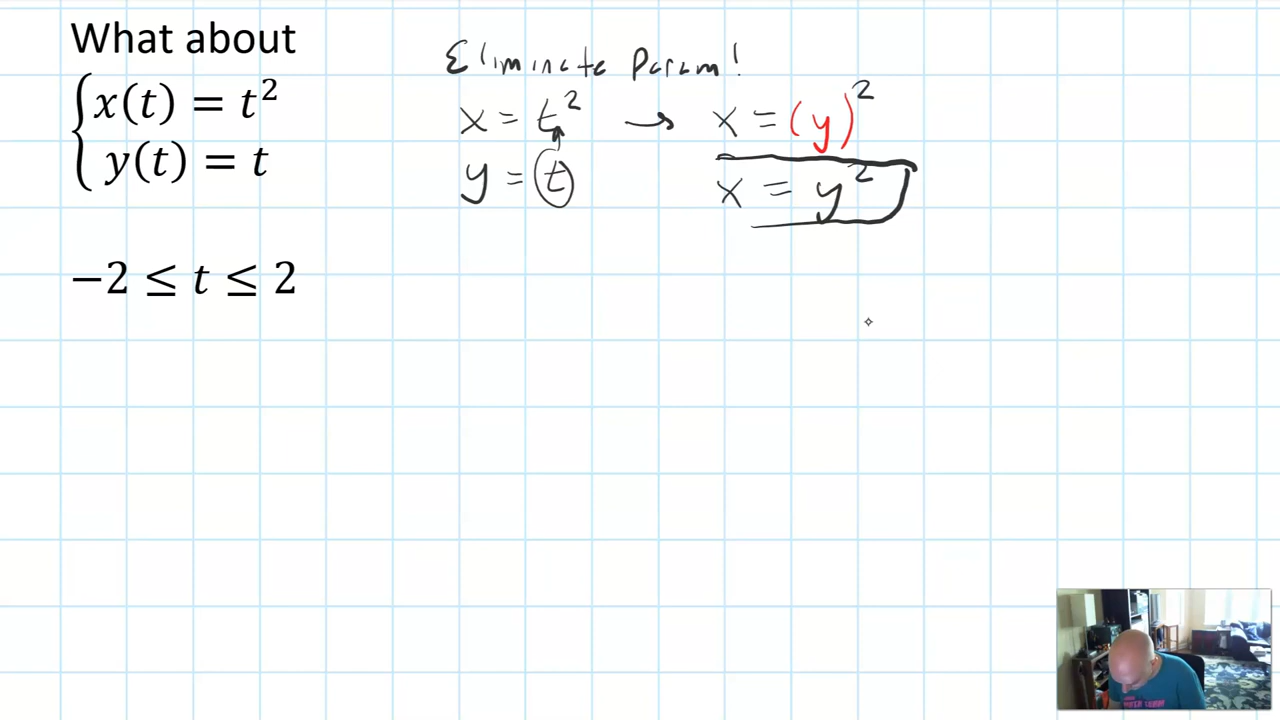 What about
x(t) = t²
y(t) = t
−2 ≤ t ≤ 2
Eliminate Param!
x = t² → x = (y)²
y = t
x = y²